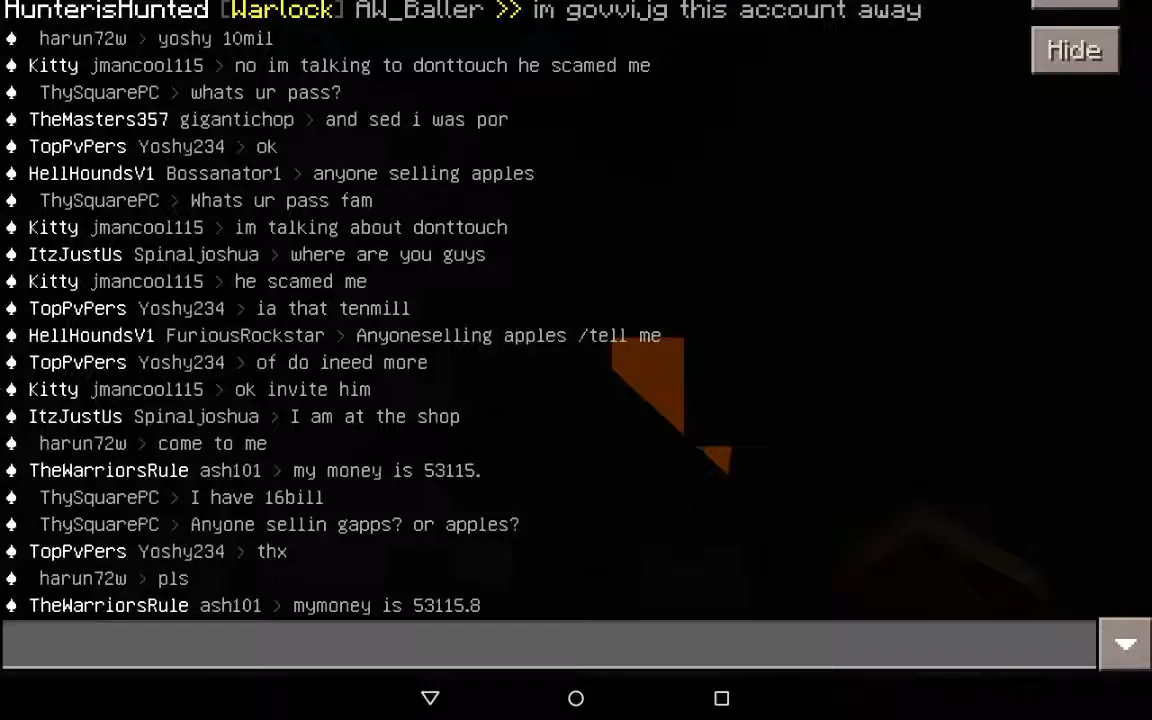 HunterisHunted [Warlock] AW_Baller >> im govvi.jg this account away
♠ harun72w > yoshy 10mil
Hide
♠ Kitty jmancool115 > no im talking to donttouch he scamed me
♠ ThySquarePC > whats ur pass?
♠ TheMasters357 gigantichop > and sed i was por
♠ TopPvPers Yoshy234 > ok
♠ HellHoundsV1 Bossanator1 > anyone selling apples
♠ ThySquarePC > Whats ur pass fam
♠ Kitty jmancool115 > im talking about donttouch
♠ ItzJustUs Spinaljoshua > where are you guys
♠ Kitty jmancool115 > he scamed me
♠ TopPvPers Yoshy234 > ia that tenmill
♠ HellHoundsV1 FuriousRockstar > Anyoneselling apples /tell me
♠ TopPvPers Yoshy234 > of do ineed more
♠ Kitty jmancool115 > ok invite him
♠ ItzJustUs Spinaljoshua > I am at the shop
♠ harun72w > come to me
♠ TheWarriorsRule ash101 > my money is 53115.
♠ ThySquarePC > I have 16bill
♠ ThySquarePC > Anyone sellin gapps? or apples?
♠ TopPvPers Yoshy234 > thx
♠ harun72w > pls
♠ TheWarriorsRule ash101 > mymoney is 53115.8